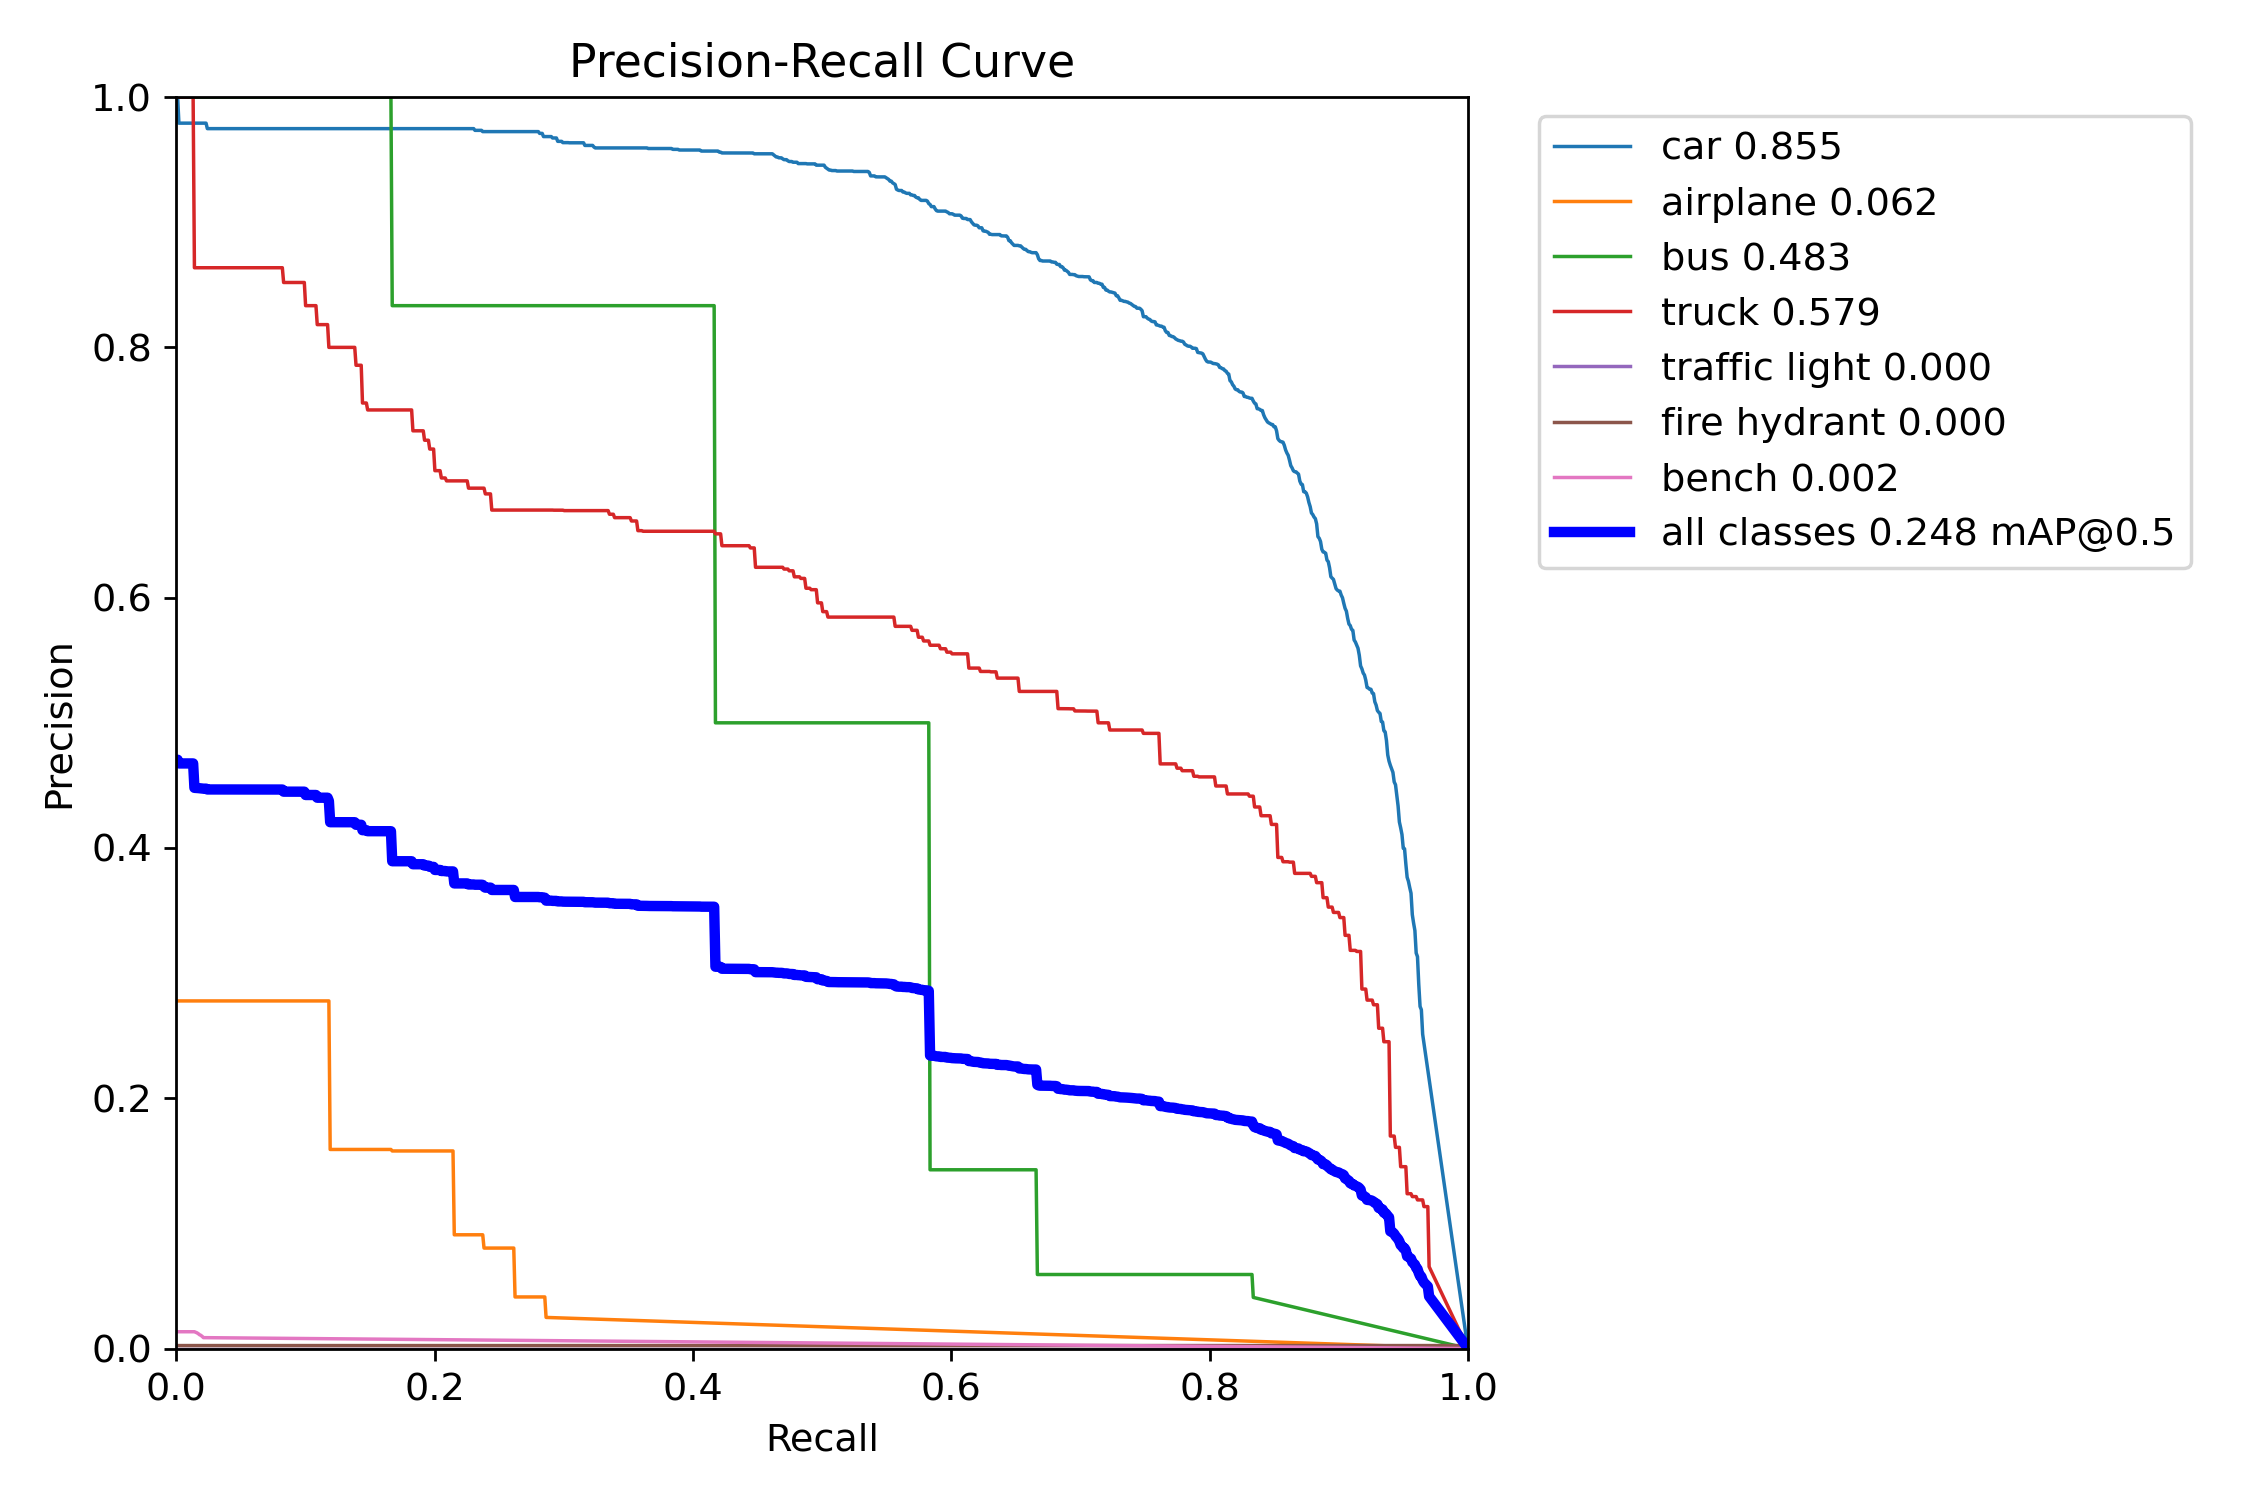 Precision-Recall Curve
1.0
0.8
0.6
0.4
0.2
0.0
Precision
0.0 0.2 0.4 0.6 0.8 1.0
Recall
car 0.855
airplane 0.062
bus 0.483
truck 0.579
traffic light 0.000
fire hydrant 0.000
bench 0.002
all classes 0.248 mAP@0.5